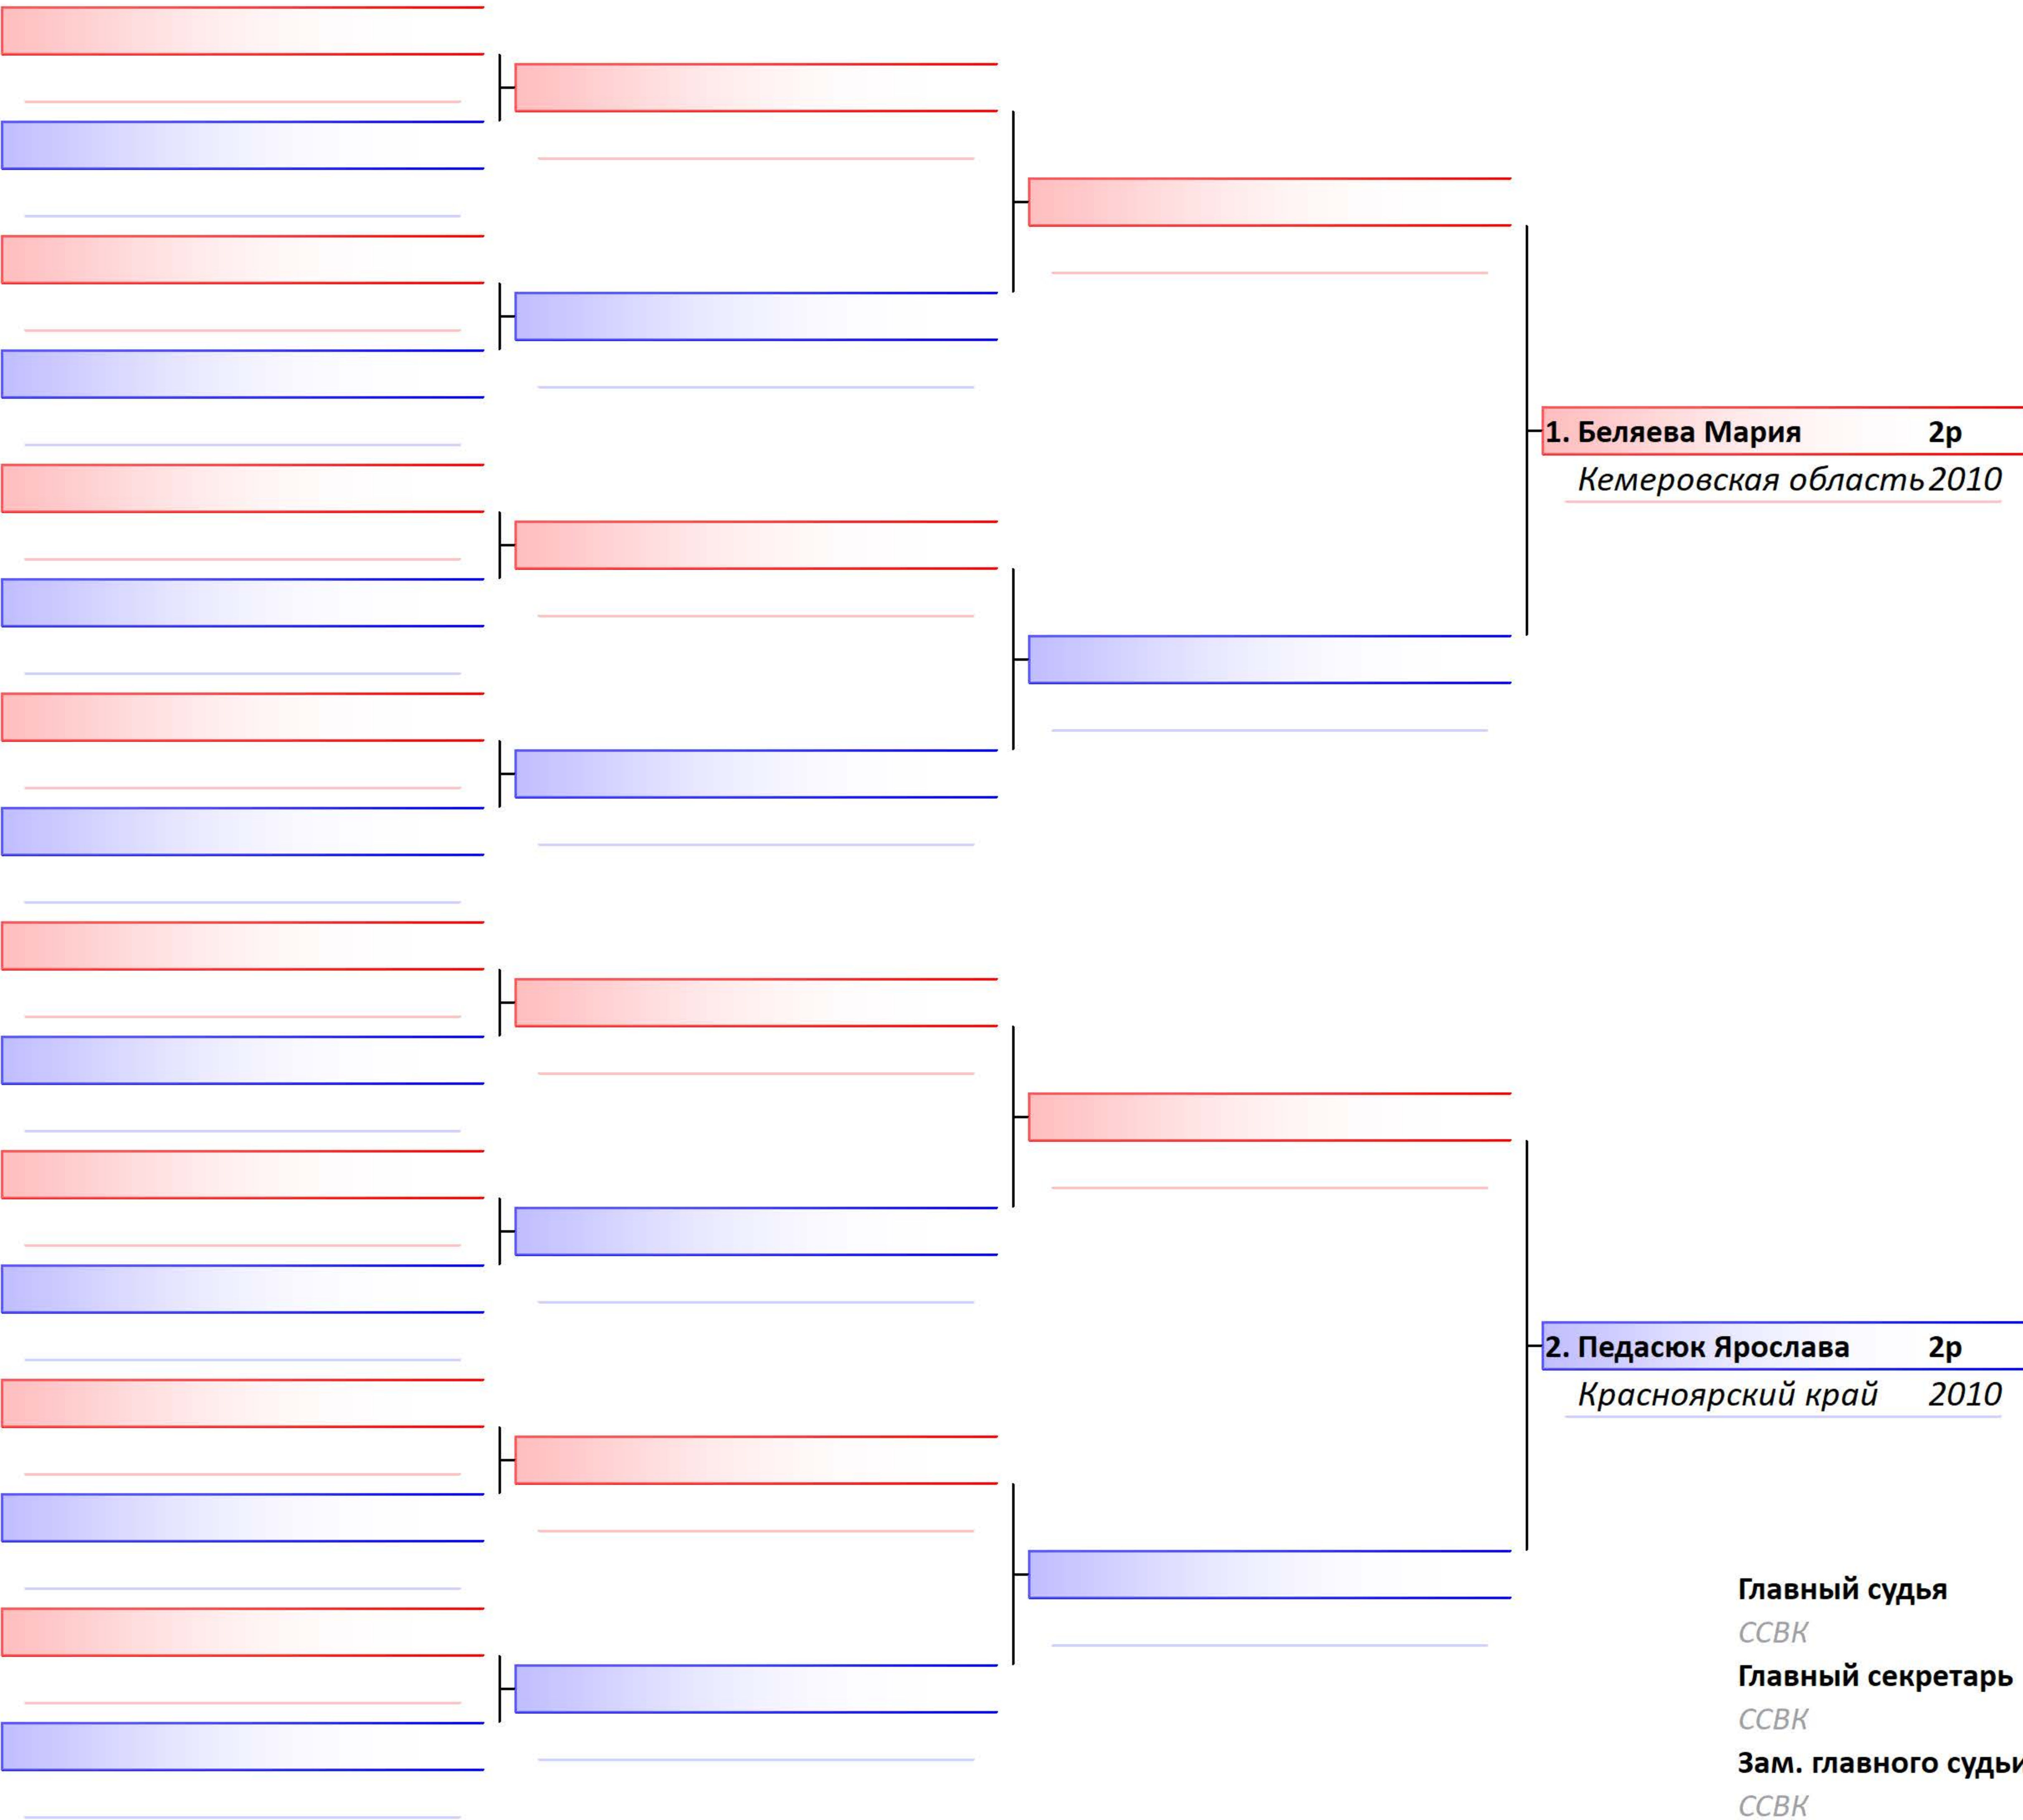 1. Беляева Мария 2р
Кемеровская область 2010
2. Педасюк Ярослава 2р
Красноярский край 2010
Главный судья
ССВК
Главный секретарь
ССВК
Зам. главного судьи
ССВК